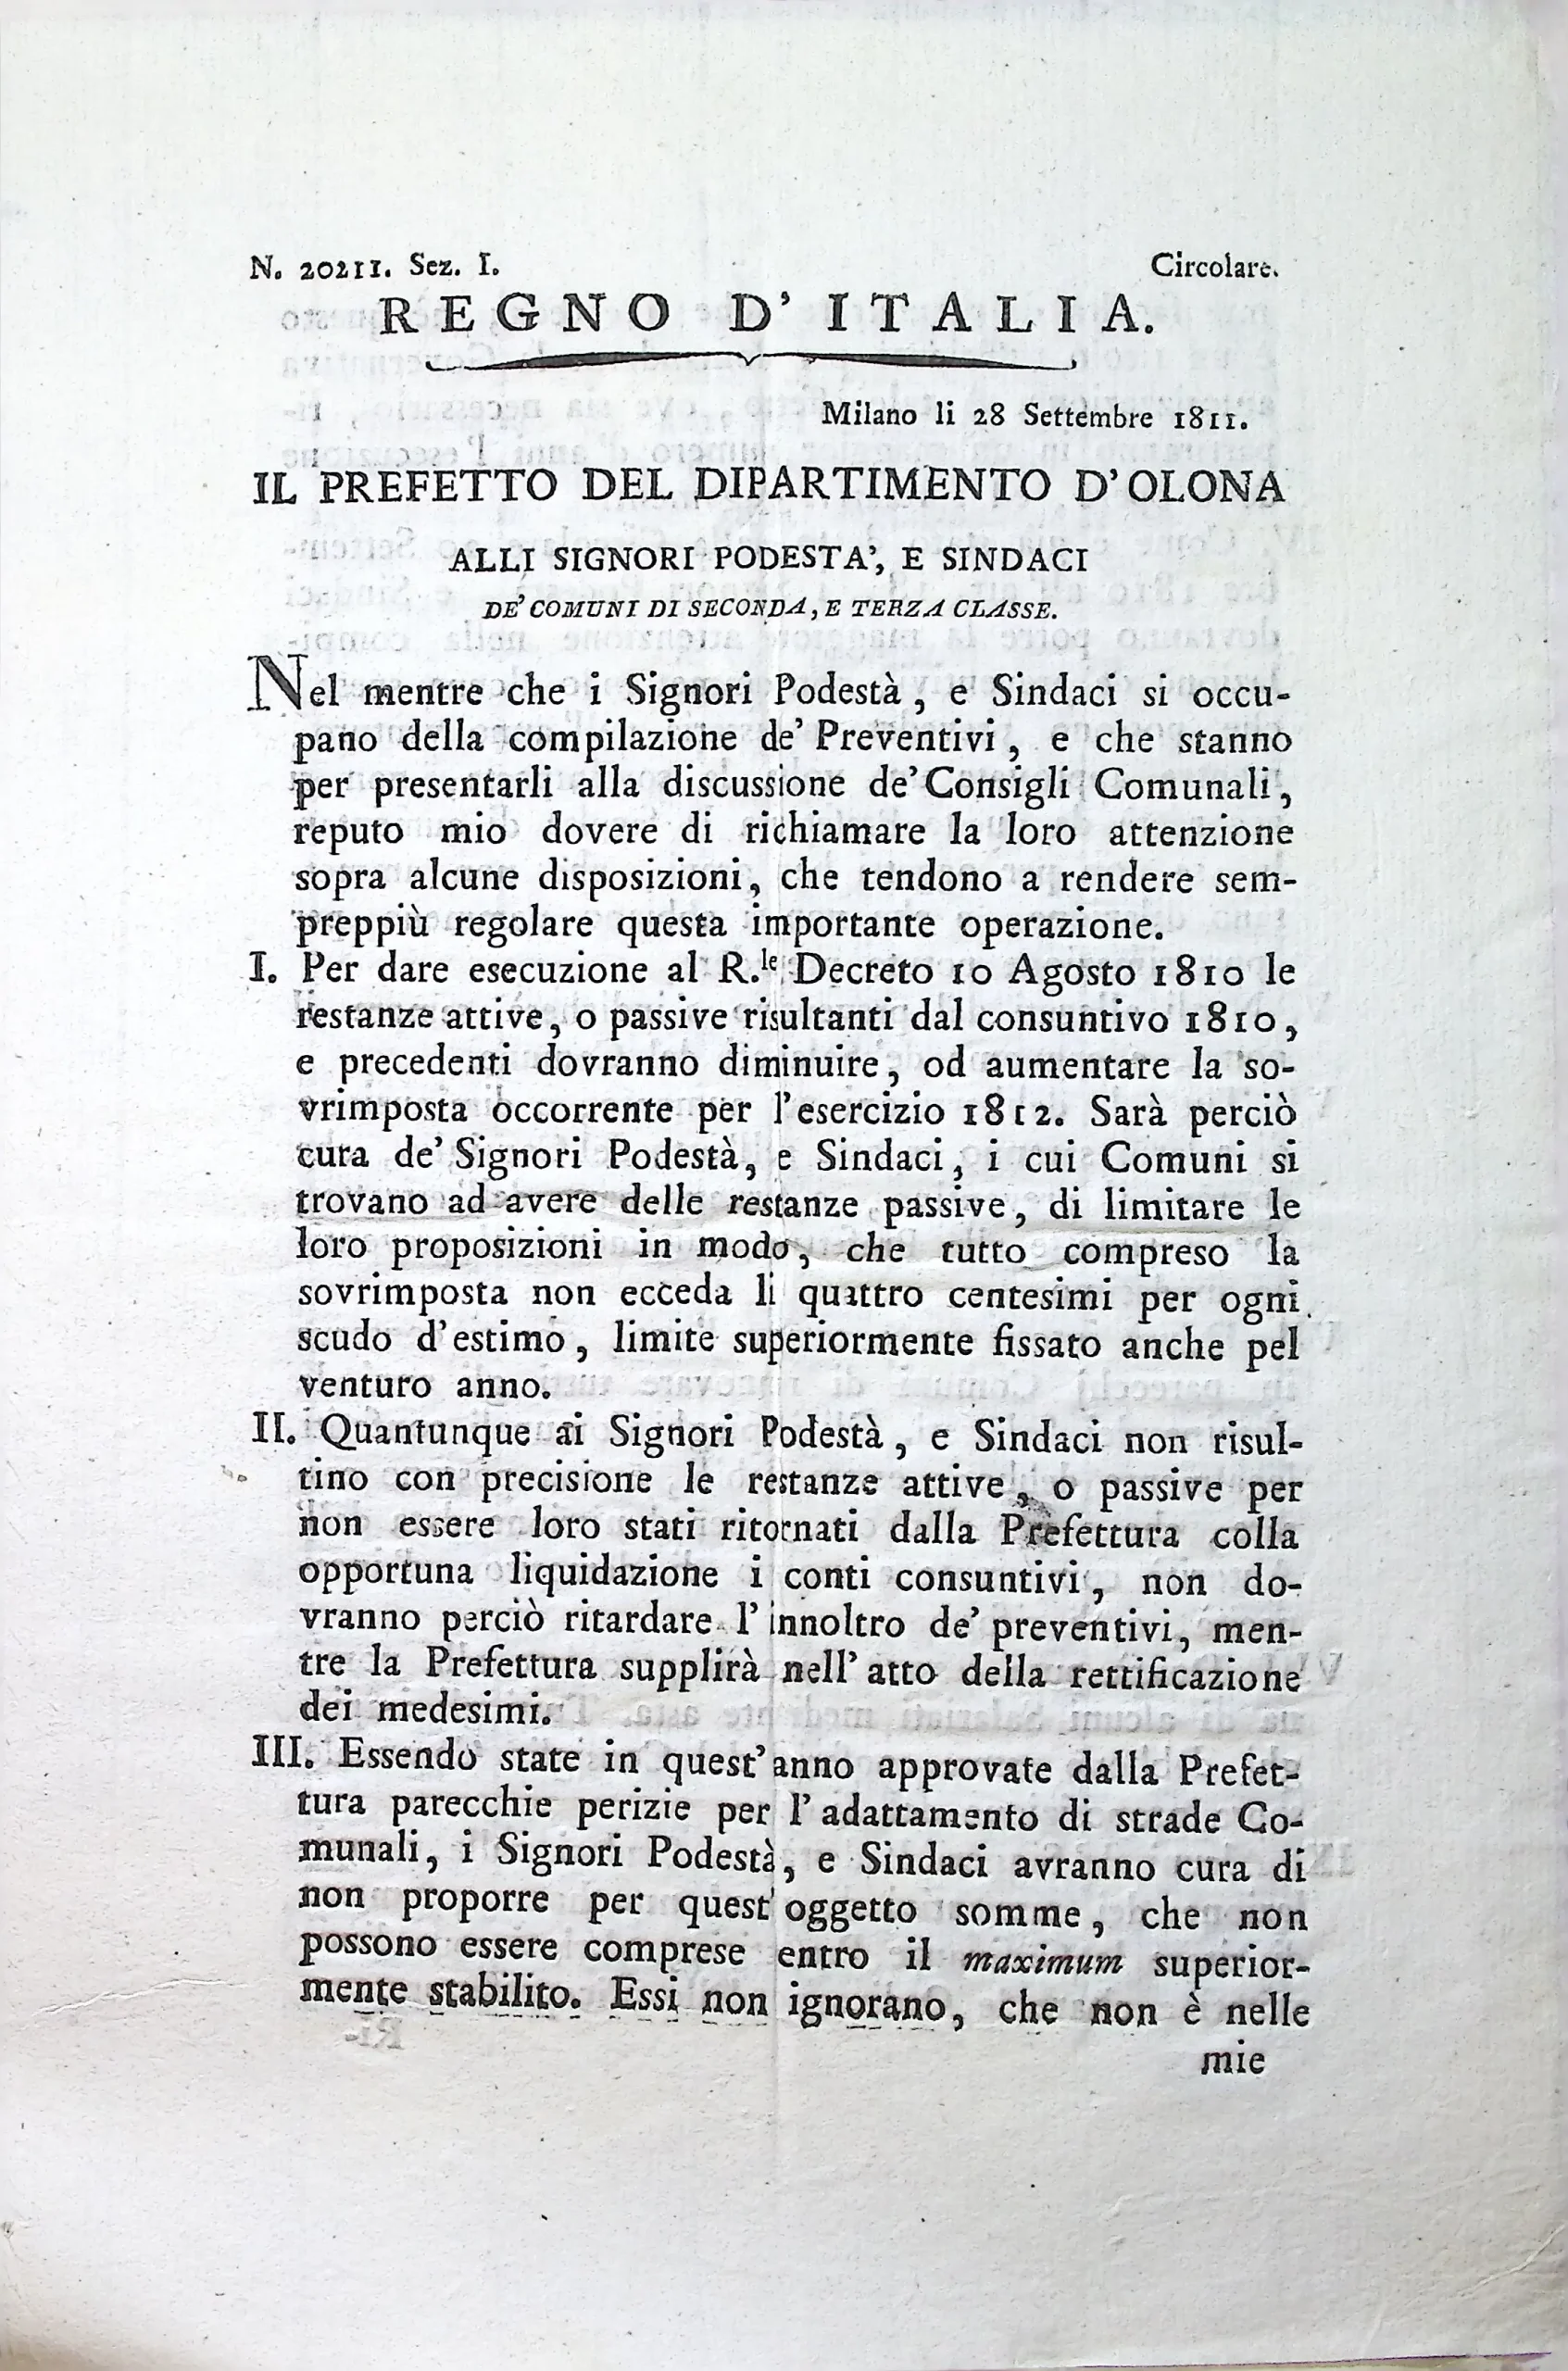 N. 20211. Sez. I.
Circolare.
REGNO D' ITALIA.
Milano li 28 Settembre 1811.
IL PREFETTO DEL DIPARTIMENTO D' OLONA
ALLI SIGNORI PODESTA', E SINDACI
DE' COMUNI DI SECONDA, E TERZA CLASSE.
Nel mentre che i Signori Podestà, e Sindaci si occu-
pano della compilazione de' Preventivi, e che stanno
per presentarli alla discussione de' Consigli Comunali,
reputo mio dovere di richiamare la loro attenzione
sopra alcune disposizioni, che tendono a rendere sem-
preppiù regolare questa importante operazione.
I. Per dare esecuzione al R.le Decreto 10 Agosto 1810 le
restanze attive, o passive risultanti dal consuntivo 1810,
e precedenti dovranno diminuire, od aumentare la so-
vrimposta occorrente per l'esercizio 1812. Sarà perciò
cura de' Signori Podestà, e Sindaci, i cui Comuni si
trovano ad avere delle restanze passive, di limitare le
loro proposizioni in modo, che tutto compreso la
sovrimposta non ecceda li quattro centesimi per ogni
scudo d'estimo, limite superiormente fissato anche pel
venturo anno.
II. Quantunque ai Signori Podestà, e Sindaci non risul-
tino con precisione le restanze attive, o passive per
non essere loro stati ritornati dalla Prefettura colla
opportuna liquidazione i conti consuntivi, non do-
vranno perciò ritardare l' innoltro de' preventivi, men-
tre la Prefettura supplirà nell' atto della rettificazione
dei medesimi.
III. Essendo state in quest' anno approvate dalla Prefet-
tura parecchie perizie per l' adattamento di strade Co-
munali, i Signori Podestà, e Sindaci avranno cura di
non proporre per quest' oggetto somme, che non
possono essere comprese entro il maximum superior-
mente stabilito. Essi non ignorano, che non è nelle
mie